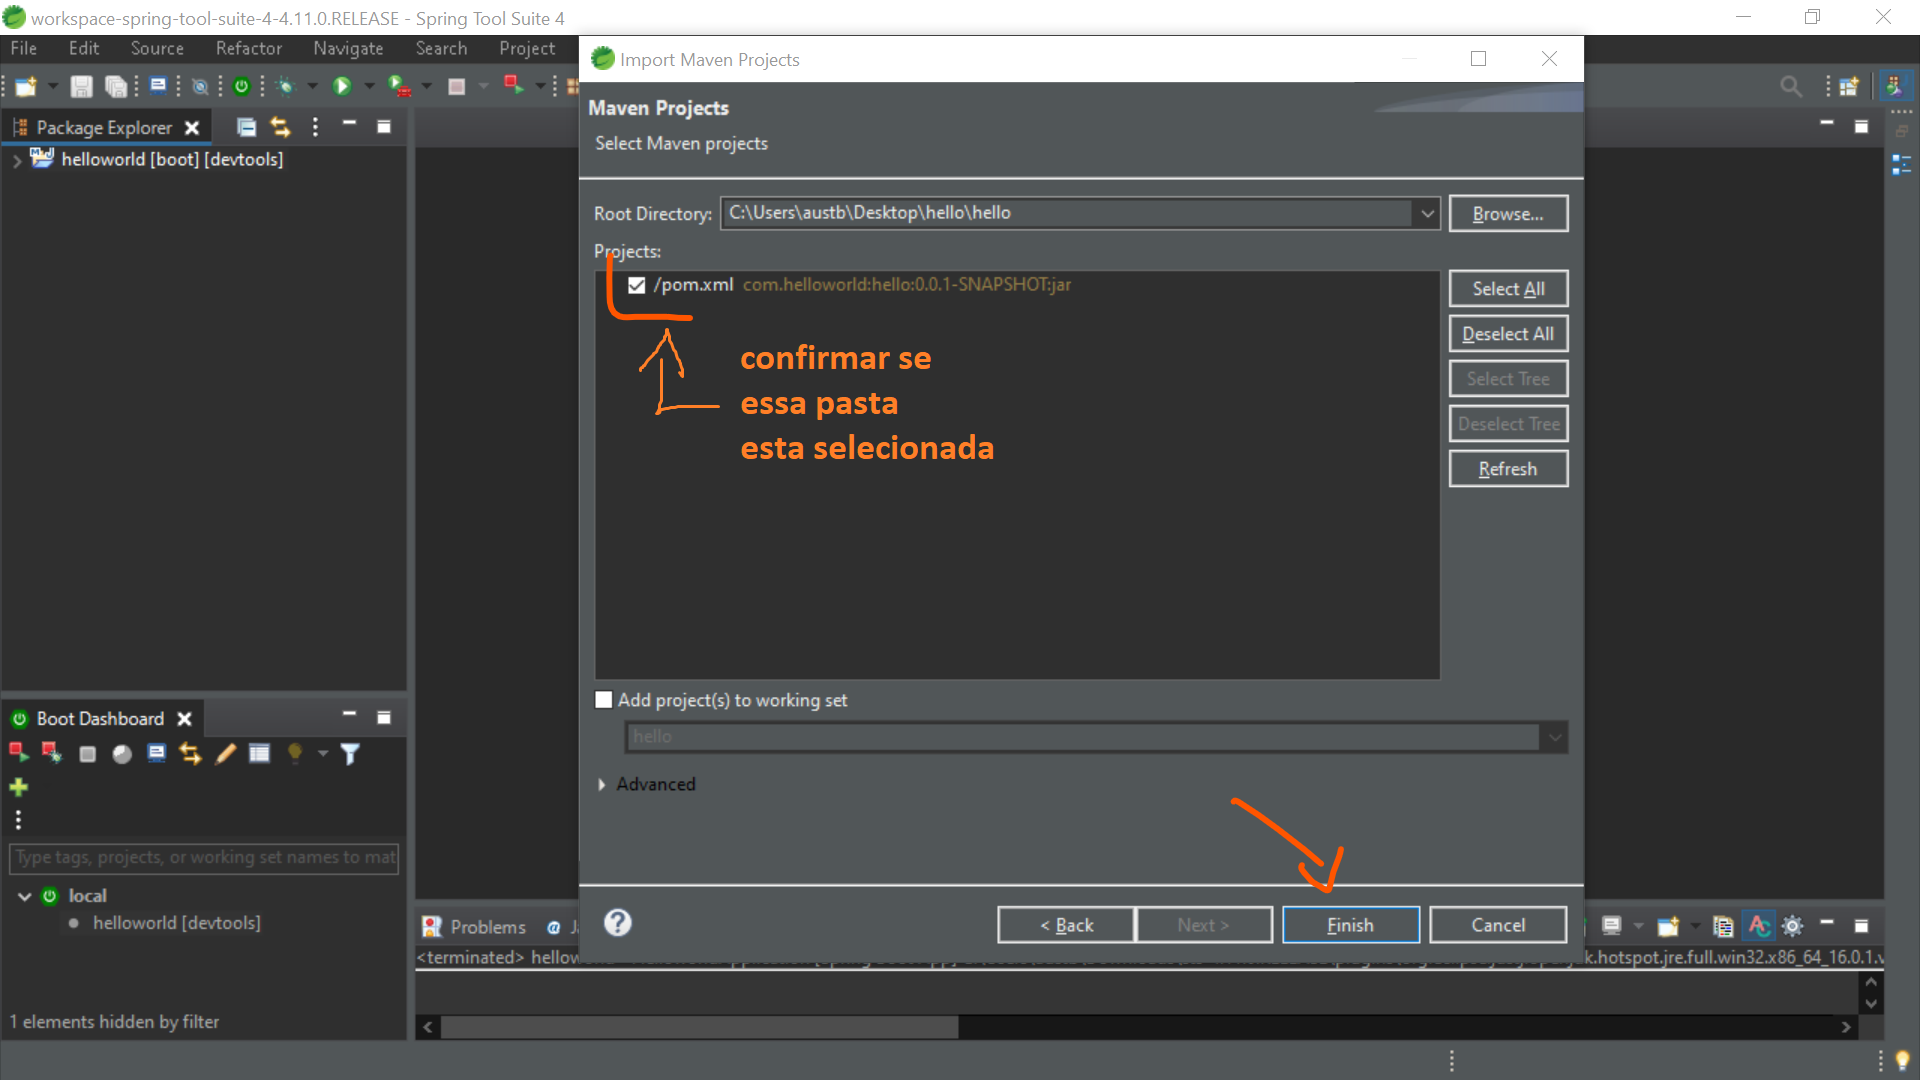 workspace-spring-tool-suite-4-4.11.0.RELEASE - Spring Tool Suite 4
File Edit Source Refactor Navigate Search Project
Package Explorer
helloworld [boot] [devtools]
Import Maven Projects
Maven Projects
Select Maven projects
Root Directory: C:\Users\austb\Desktop\hello\hello Browse...
Projects:
/pom.xml com.helloworld:hello:0.0.1-SNAPSHOT:jar
Select All
Deselect All
Select Tree
Deselect Tree
Refresh
confirmar se
essa pasta
esta selecionada
Add project(s) to working set
hello
Advanced
< Back Next > Finish Cancel
Boot Dashboard
Type tags, projects, or working set names to mat
local
helloworld [devtools]
1 elements hidden by filter
Problems @ J
<terminated> hellow
k.hotspot.jre.full.win32.x86_64_16.0.1.v